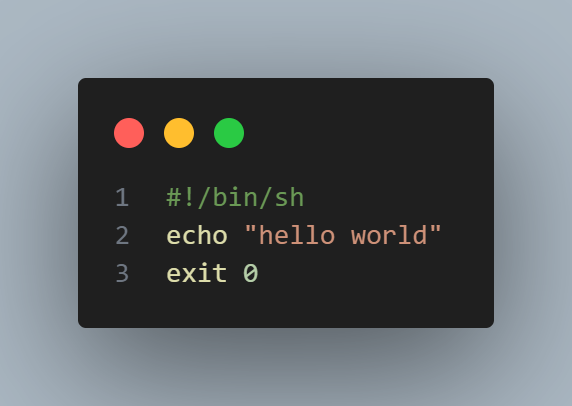 1 #!/bin/sh
2 echo "hello world"
3 exit 0